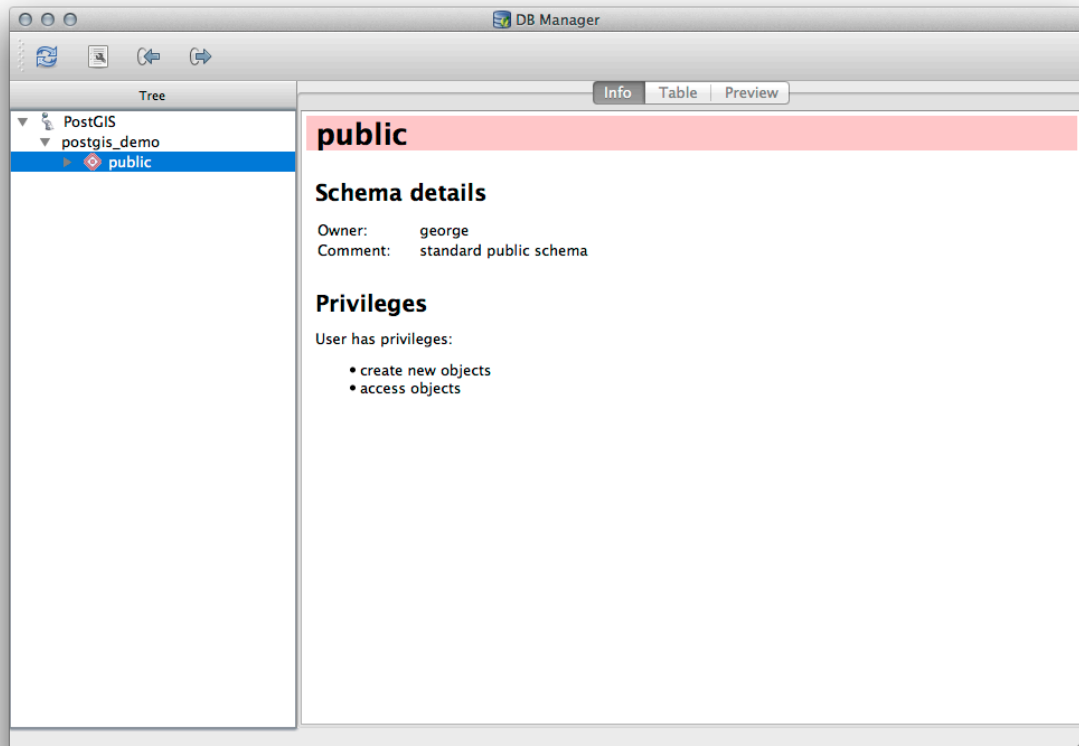 DB Manager
Tree
Info Table Preview
PostGIS
postgis_demo
public
public
Schema details
Owner: george
Comment: standard public schema
Privileges
User has privileges:
• create new objects
• access objects